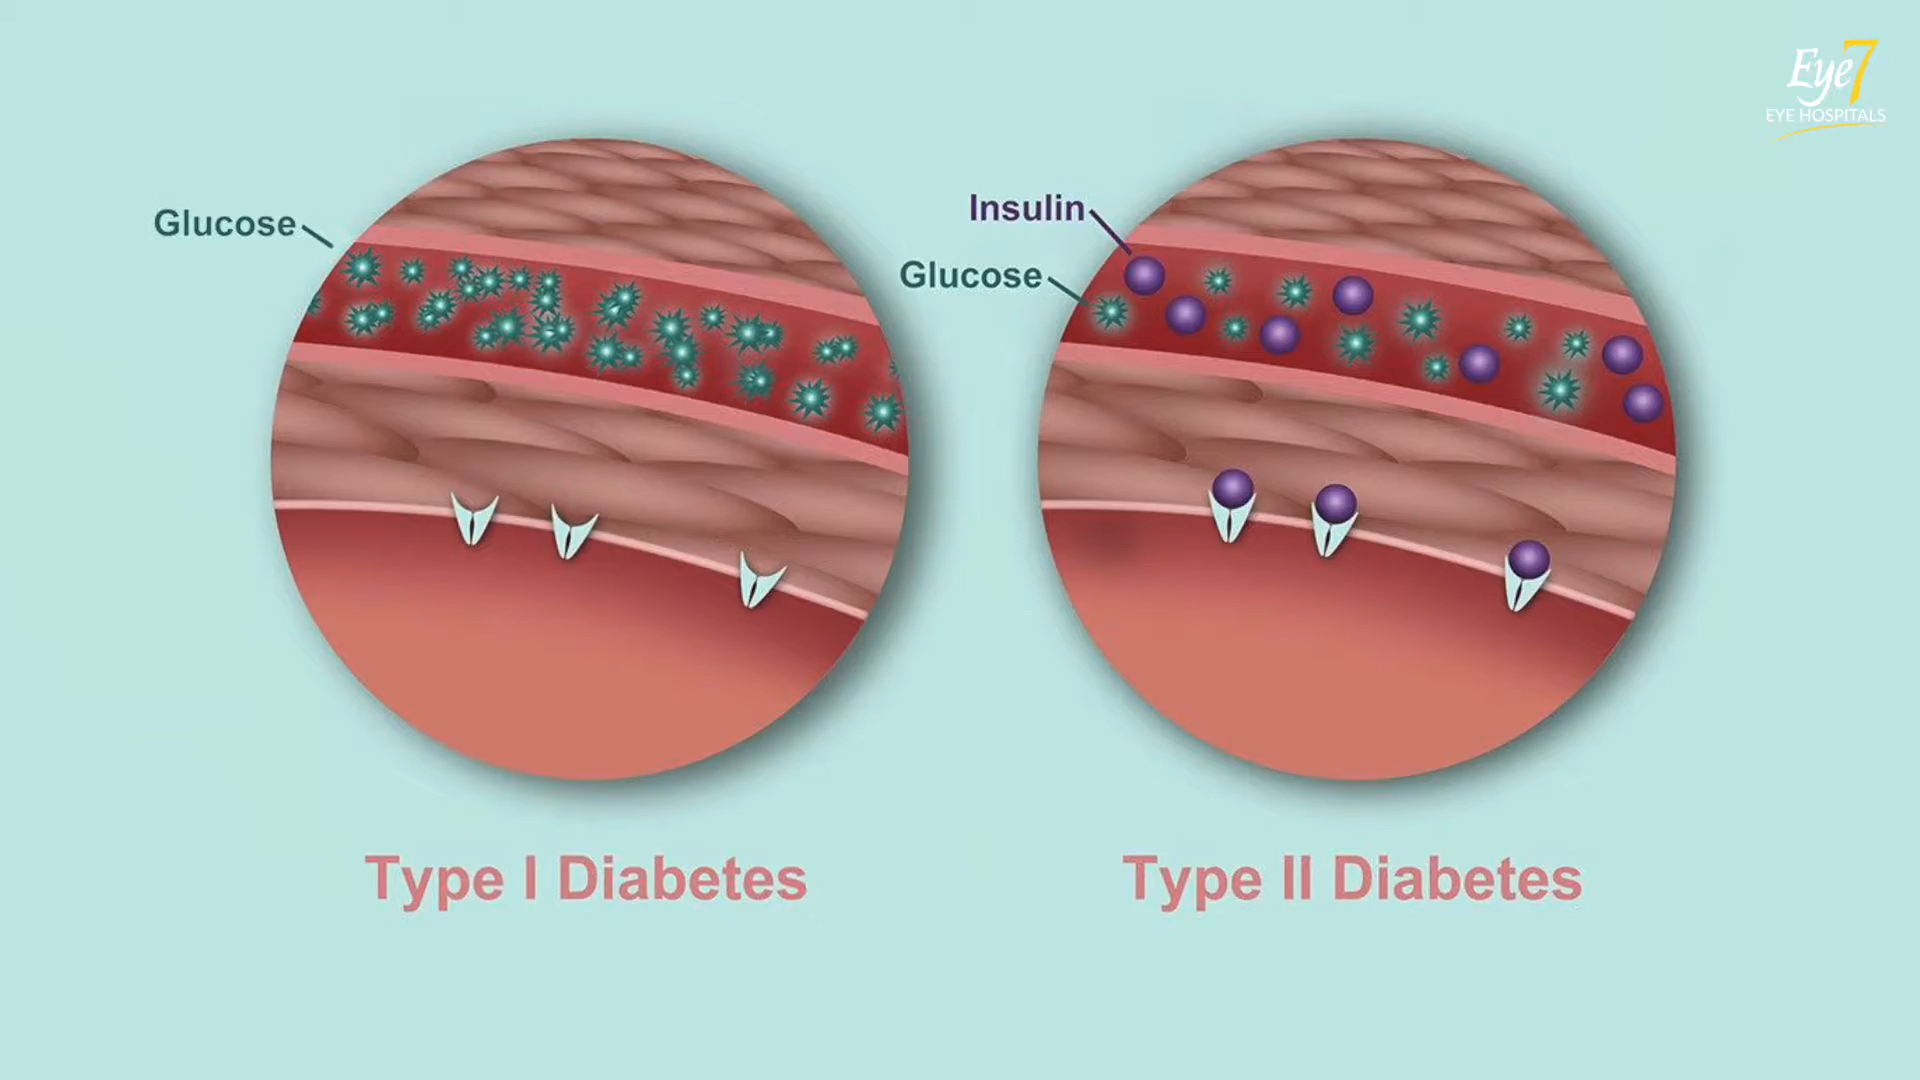 Eye7
EYE HOSPITALS
Glucose
Insulin
Glucose
Type I Diabetes
Type II Diabetes